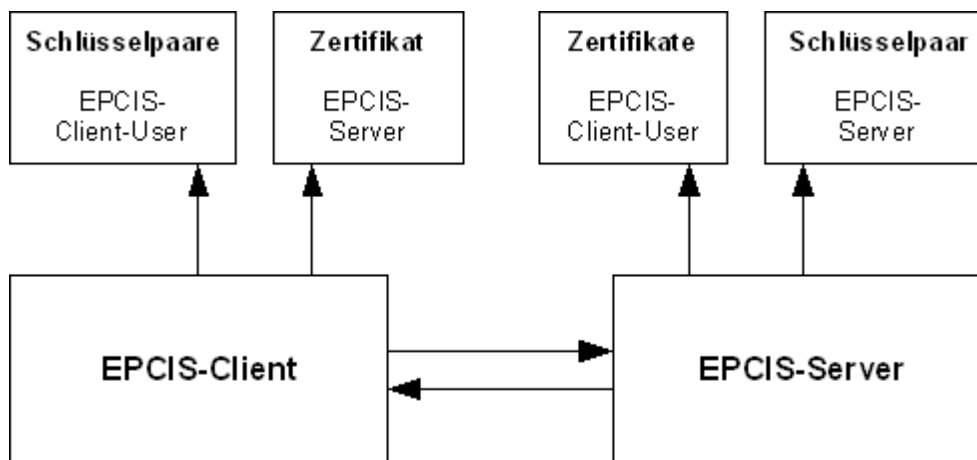 Schlüsselpaare
EPCIS-
Client-User
Zertifikat
EPCIS-
Server
Zertifikate
EPCIS-
Client-User
Schlüsselpaar
EPCIS-
Server
EPCIS-Client
EPCIS-Server